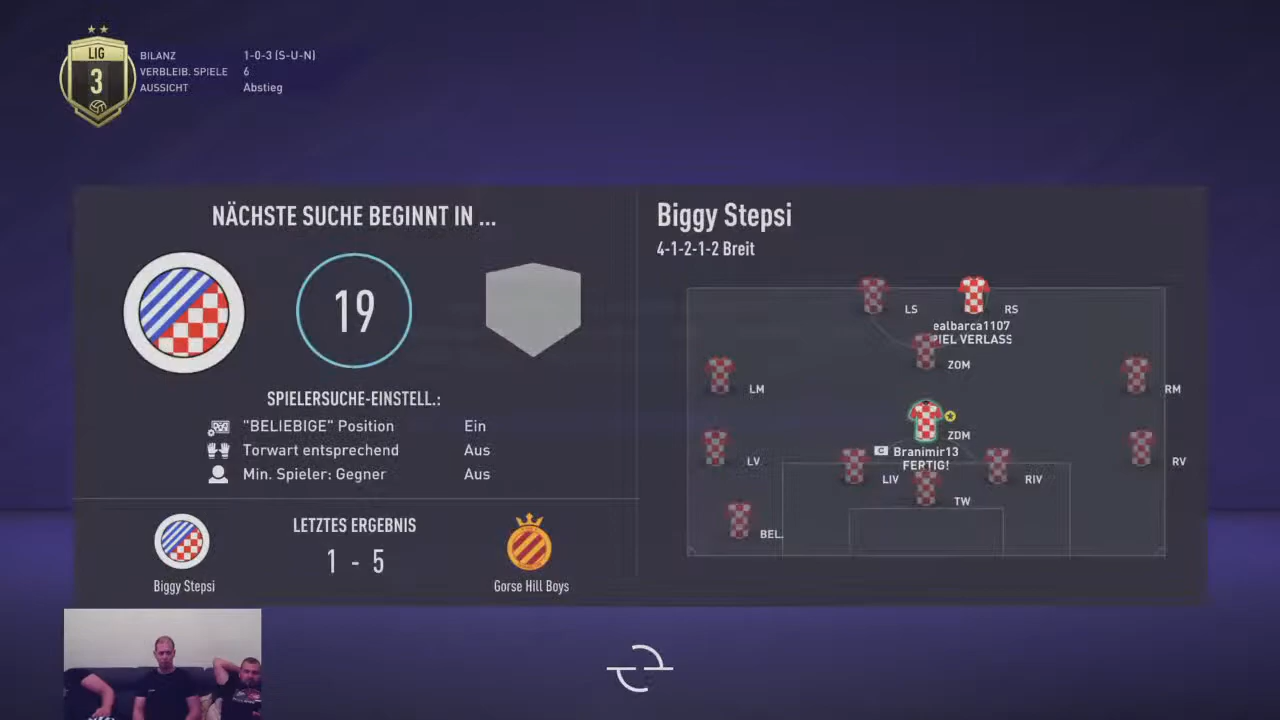 LIG
3
BILANZ 1-0-3 (S-U-N)
VERBLEIB. SPIELE 6
AUSSICHT Abstieg
NÄCHSTE SUCHE BEGINNT IN ...
19
SPIELERSUCHE-EINSTELL.:
"BELIEBIGE" Position Ein
Torwart entsprechend Aus
Min. Spieler: Gegner Aus
LETZTES ERGEBNIS
1 - 5
Biggy Stepsi
Gorse Hill Boys
Biggy Stepsi
4-1-2-1-2 Breit
LS
RS
ealbarca1107
PIEL VERLASS
ZOM
LM
RM
ZDM
C Branimir13
FERTIG!
LV
RV
LIV
RIV
TW
BEL.